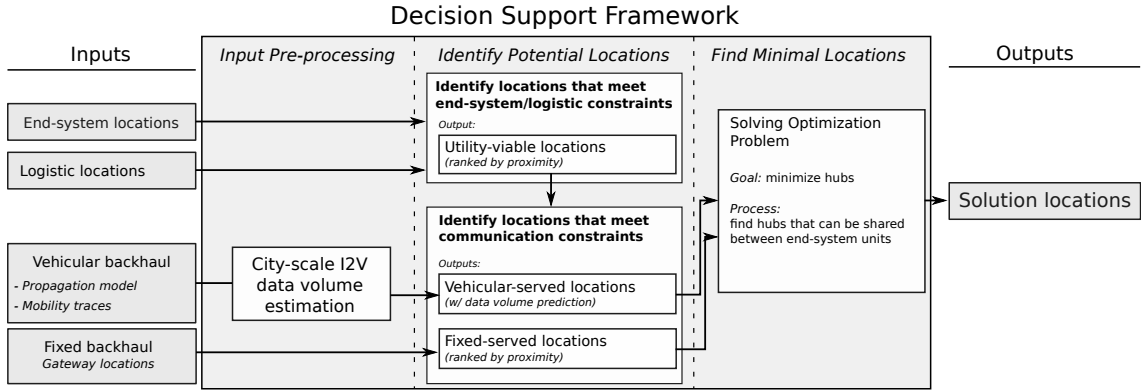 Decision Support Framework
Inputs
Input Pre-processing
Identify Potential Locations
Find Minimal Locations
Outputs
End-system locations
Logistic locations
Vehicular backhaul
- Propagation model
- Mobility traces
Fixed backhaul
Gateway locations
City-scale I2V
data volume
estimation
Identify locations that meet
end-system/logistic constraints
Output:
Utility-viable locations
(ranked by proximity)
Identify locations that meet
communication constraints
Outputs:
Vehicular-served locations
(w/ data volume prediction)
Fixed-served locations
(ranked by proximity)
Solving Optimization
Problem
Goal: minimize hubs
Process:
find hubs that can be shared
between end-system units
Solution locations